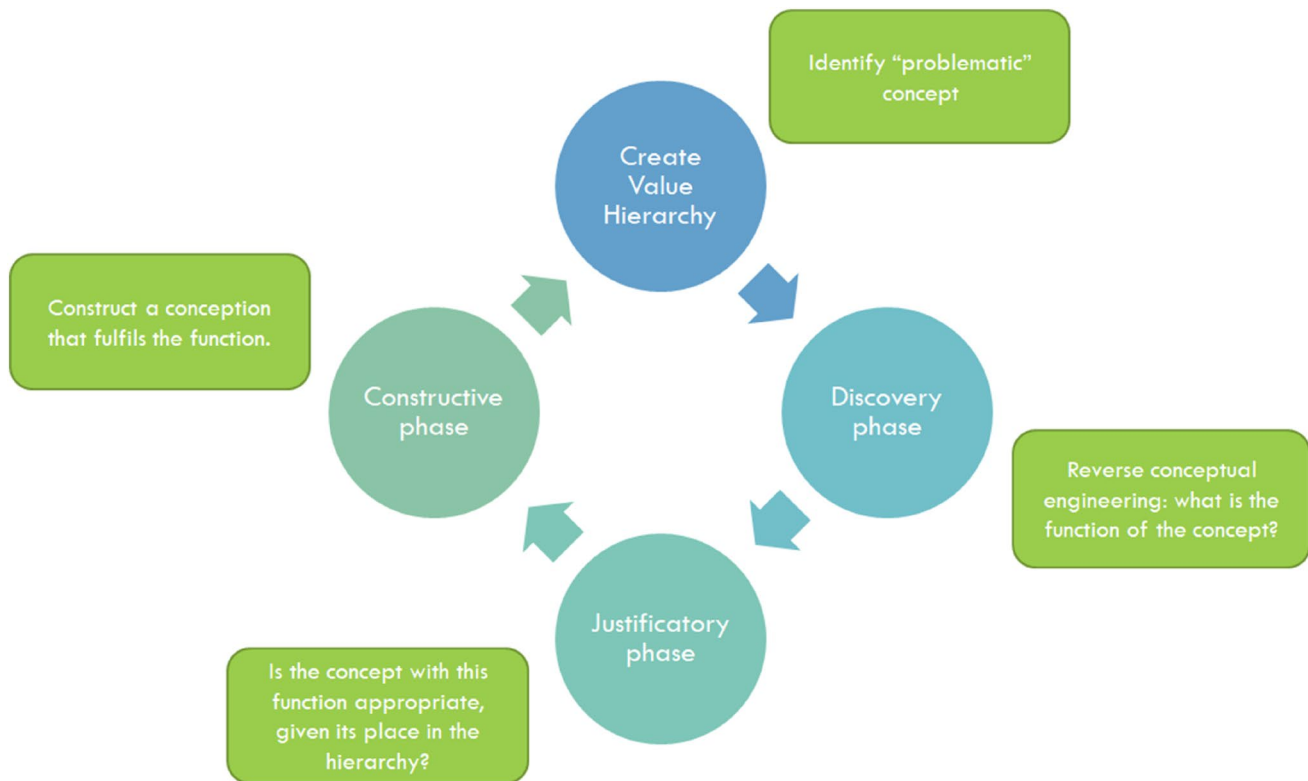 Identify “problematic”
concept
Create
Value
Hierarchy
Construct a conception
that fulfils the function.
Constructive
phase
Discovery
phase
Reverse conceptual
engineering: what is the
function of the concept?
Justificatory
phase
Is the concept with this
function appropriate,
given its place in the
hierarchy?